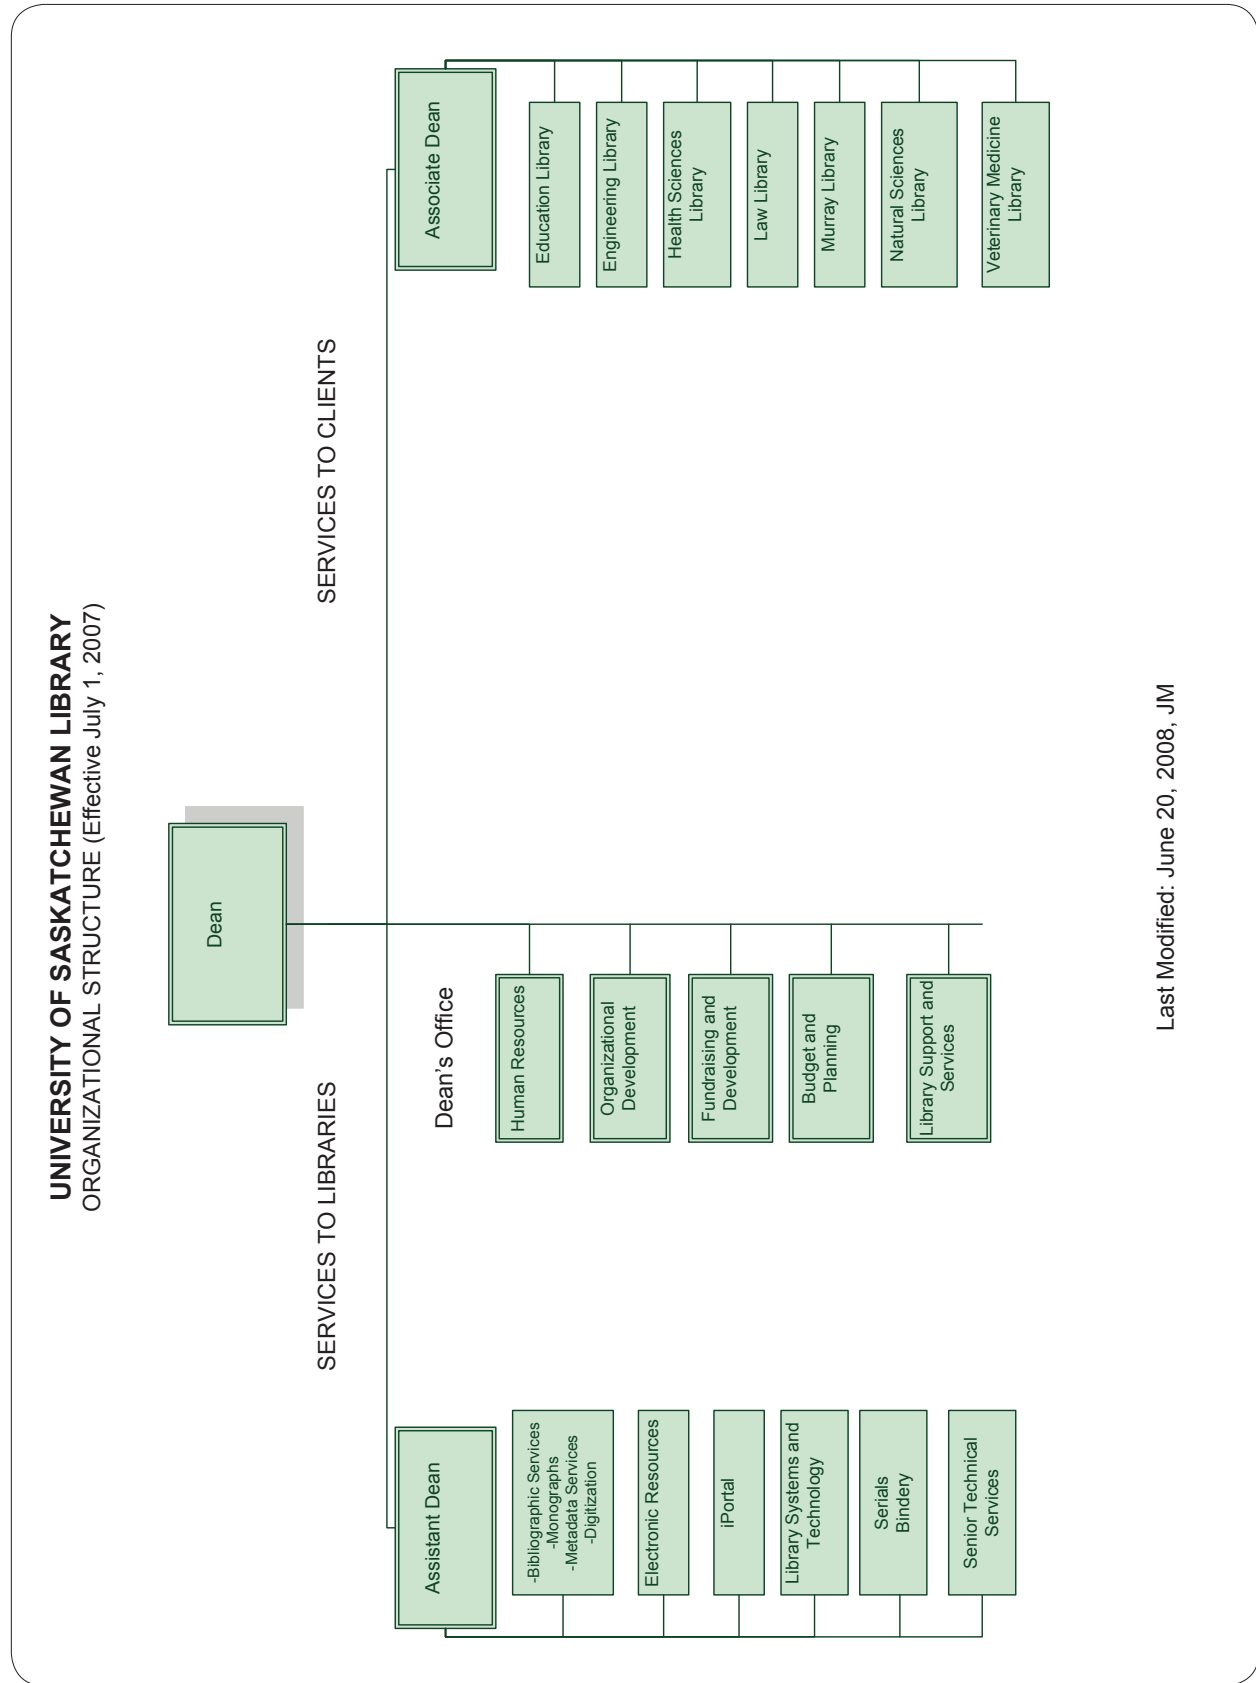 UNIVERSITY OF SASKATCHEWAN LIBRARY
ORGANIZATIONAL STRUCTURE (Effective July 1, 2007)
Dean
SERVICES TO LIBRARIES
SERVICES TO CLIENTS
Assistant Dean
-Bibliographic Services
-Monographs
-Metadata Services
-Digitization
Electronic Resources
iPortal
Library Systems and
Technology
Serials
Bindery
Senior Technical
Services
Dean's Office
Human Resources
Organizational
Development
Fundraising and
Development
Budget and
Planning
Library Support and
Services
Associate Dean
Education Library
Engineering Library
Health Sciences
Library
Law Library
Murray Library
Natural Sciences
Library
Veterinary Medicine
Library
Last Modified: June 20, 2008, JM